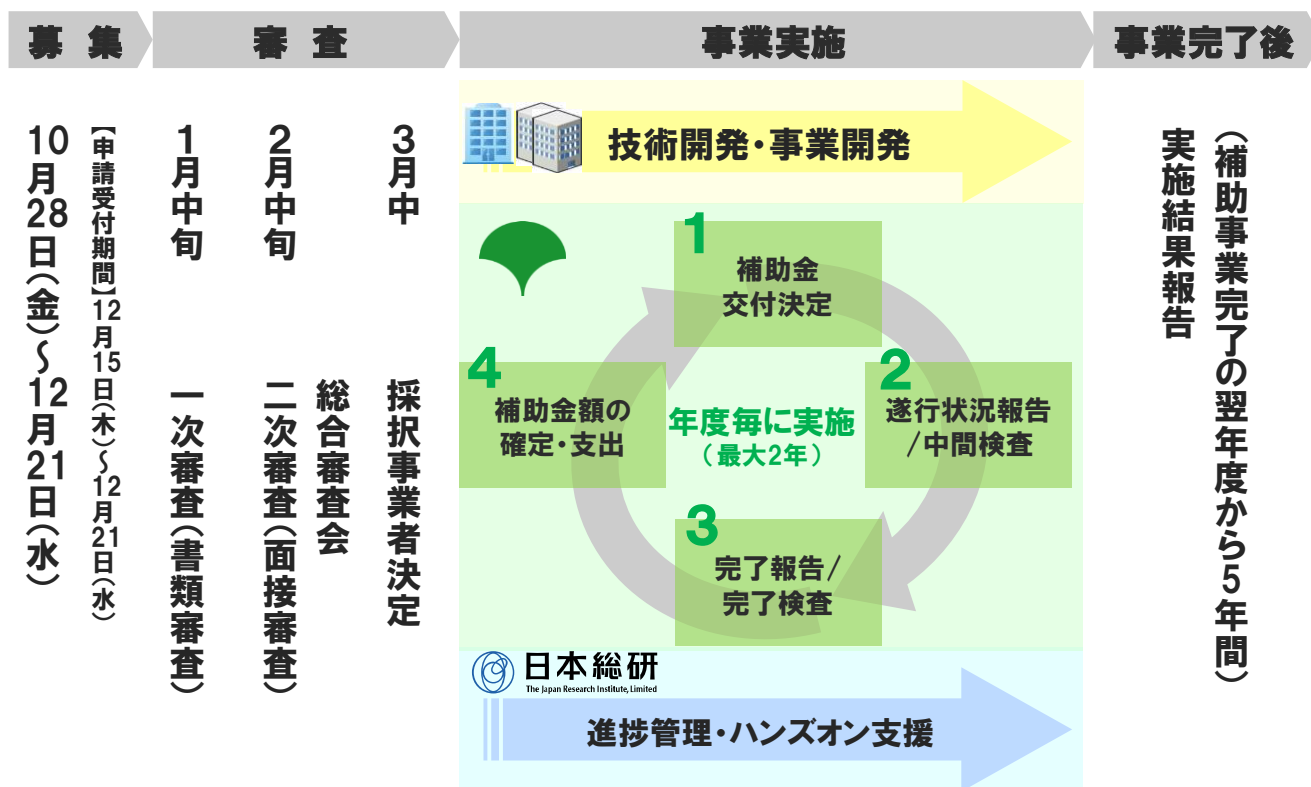 募集
審査
事業実施
事業完了後
10月28日(金)～12月21日(水)
【申請受付期間】12月15日(木)～12月21日(水)
1月中旬
一次審査(書類審査)
2月中旬
二次審査(面接審査)
総合審査会
3月中
採択事業者決定
技術開発・事業開発
1
補助金
交付決定
2
遂行状況報告
/中間検査
3
完了報告/
完了検査
4
補助金額の
確定・支出
年度毎に実施
(最大2年)
日本総研
The Japan Research Institute, Limited
進捗管理・ハンズオン支援
(補助事業完了の翌年度から5年間)
実施結果報告